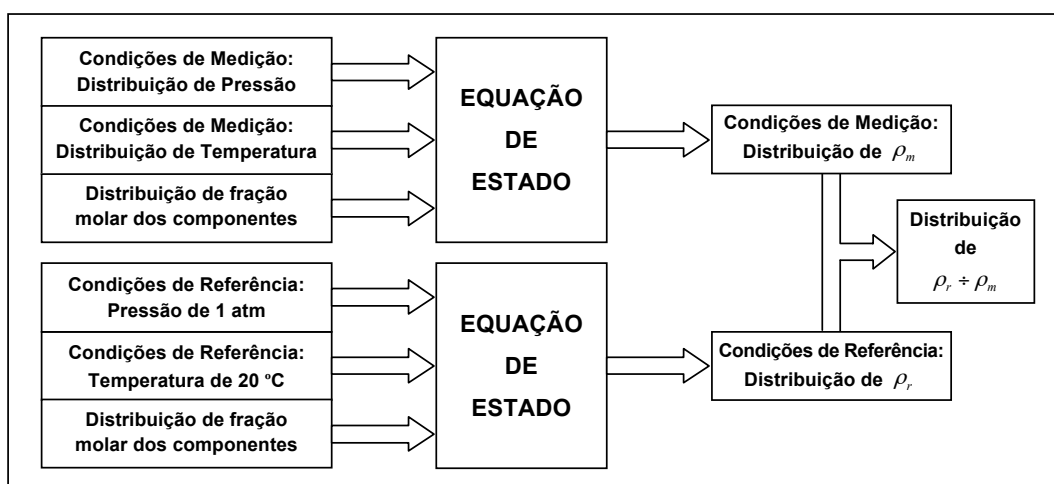 Condições de Medição:
Distribuição de Pressão
Condições de Medição:
Distribuição de Temperatura
Distribuição de fração
molar dos componentes
EQUAÇÃO
DE
ESTADO
Condições de Medição:
Distribuição de ρm
Distribuição
de
ρr ÷ ρm
Condições de Referência:
Pressão de 1 atm
Condições de Referência:
Temperatura de 20 ºC
Distribuição de fração
molar dos componentes
EQUAÇÃO
DE
ESTADO
Condições de Referência:
Distribuição de ρr